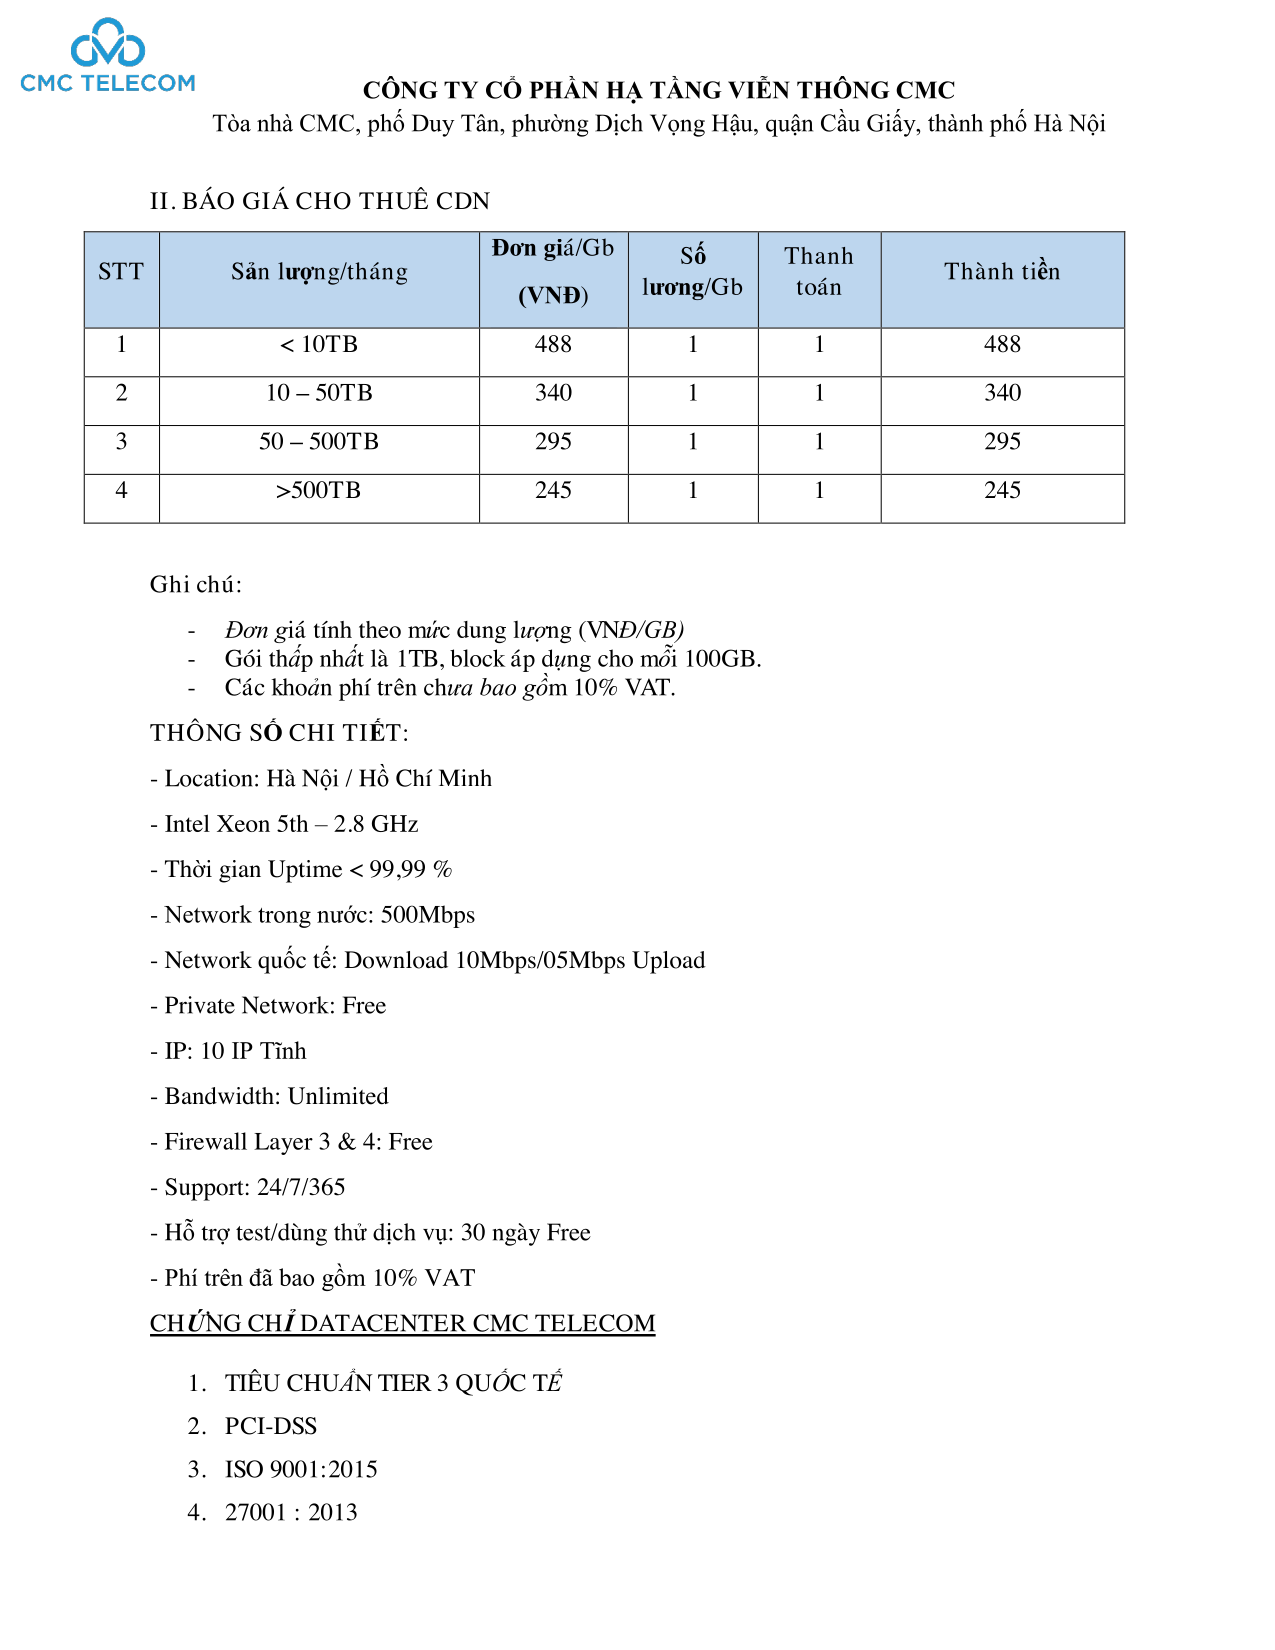 CMC TELECOM
CÔNG TY CỔ PHẦN HẠ TẦNG VIỄN THÔNG CMC
Tòa nhà CMC, phố Duy Tân, phường Dịch Vọng Hậu, quận Cầu Giấy, thành phố Hà Nội
II. BÁO GIÁ CHO THUÊ CDN
STT Sản lượng/tháng Đơn giá/Gb (VNĐ) Số lương/Gb Thanh toán Thành tiền
1 < 10TB 488 1 1 488
2 10 – 50TB 340 1 1 340
3 50 – 500TB 295 1 1 295
4 >500TB 245 1 1 245
Ghi chú:
- Đơn giá tính theo mức dung lượng (VNĐ/GB)
- Gói thấp nhất là 1TB, block áp dụng cho mỗi 100GB.
- Các khoản phí trên chưa bao gồm 10% VAT.
THÔNG SỐ CHI TIẾT:
- Location: Hà Nội / Hồ Chí Minh
- Intel Xeon 5th – 2.8 GHz
- Thời gian Uptime < 99,99 %
- Network trong nước: 500Mbps
- Network quốc tế: Download 10Mbps/05Mbps Upload
- Private Network: Free
- IP: 10 IP Tĩnh
- Bandwidth: Unlimited
- Firewall Layer 3 & 4: Free
- Support: 24/7/365
- Hỗ trợ test/dùng thử dịch vụ: 30 ngày Free
- Phí trên đã bao gồm 10% VAT
CHỨNG CHỈ DATACENTER CMC TELECOM
1. TIÊU CHUẨN TIER 3 QUỐC TẾ
2. PCI-DSS
3. ISO 9001:2015
4. 27001 : 2013